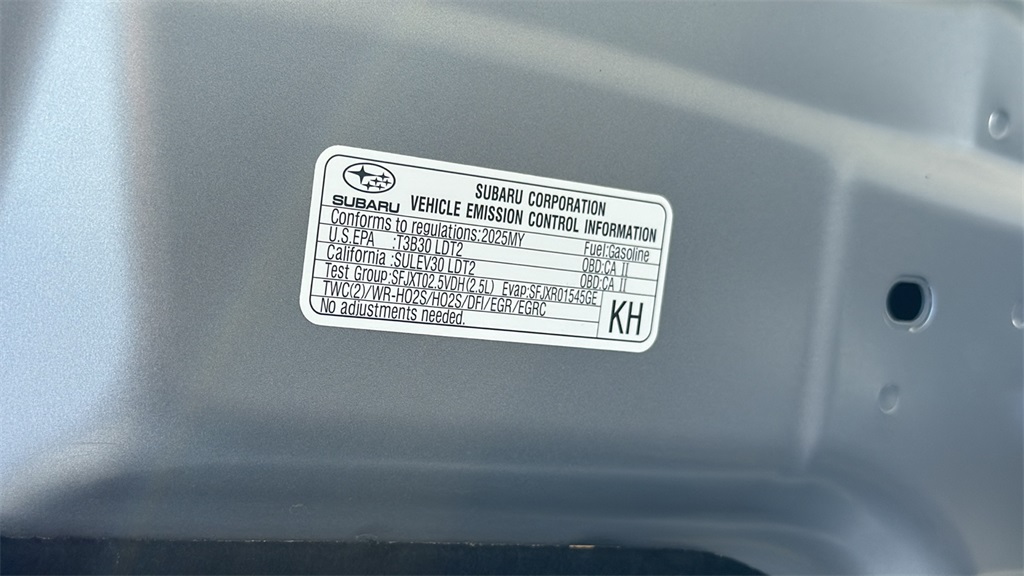 SUBARU
SUBARU CORPORATION
VEHICLE EMISSION CONTROL INFORMATION
Conforms to regulations:2025MY Fuel:Gasoline
U.S.EPA :T3B30 LDT2 OBD:CA II
California :SULEV30 LDT2 OBD:CA II
Test Group:SFJXT02.5VDH(2.5L) Evap:SFJXR01545GE
TWC(2)/WR-HO2S/HO2S/DFI/EGR/EGRC
No adjustments needed.
KH